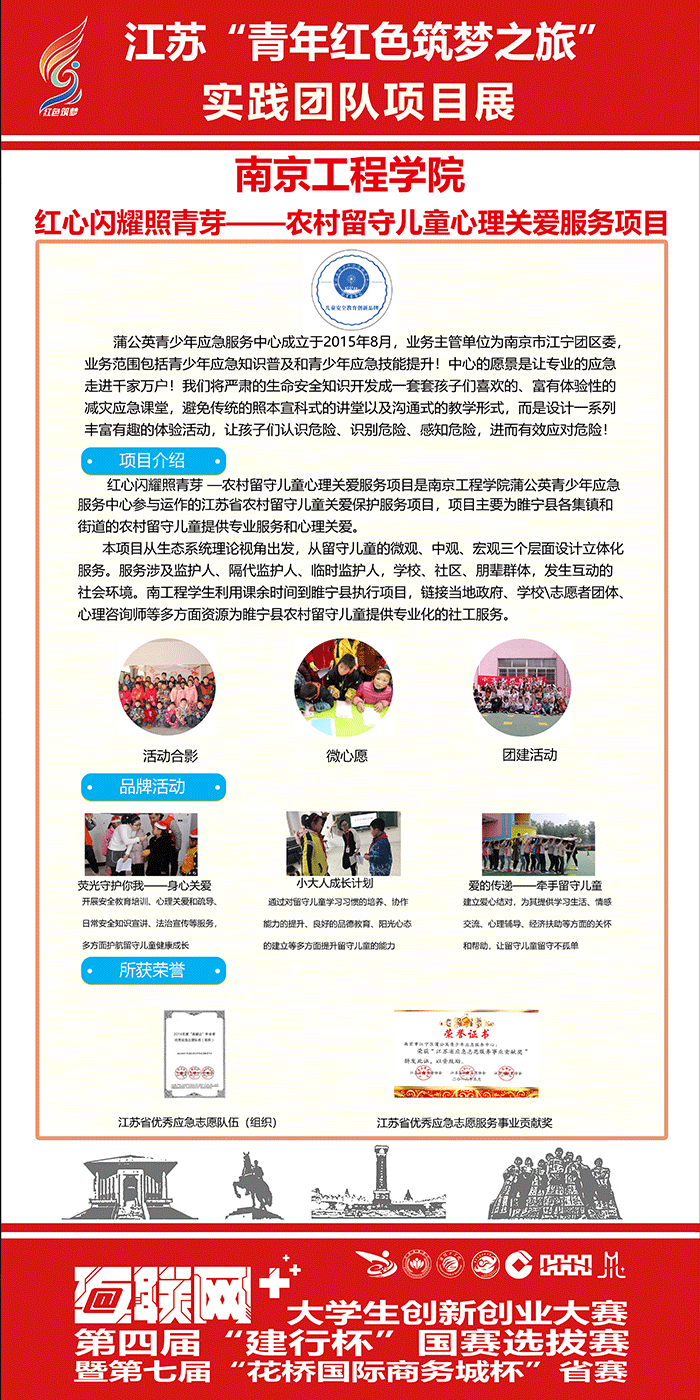 江苏“青年红色筑梦之旅”
实践团队项目展
红色筑梦
南京工程学院
红心闪耀照青芽——农村留守儿童心理关爱服务项目
儿童安全教育创新品牌
蒲公英青少年应急服务中心成立于2015年8月，业务主管单位为南京市江宁团区委，
业务范围包括青少年应急知识普及和青少年应急技能提升！中心的愿景是让专业的应急
走进千家万户！我们将严肃的生命安全知识开发成一套套孩子们喜欢的、富有体验性的
减灾应急课堂，避免传统的照本宣科式的讲堂以及沟通式的教学形式，而是设计一系列
丰富有趣的体验活动，让孩子们认识危险、识别危险、感知危险，进而有效应对危险！
项目介绍
红心闪耀照青芽 —农村留守儿童心理关爱服务项目是南京工程学院蒲公英青少年应急
服务中心参与运作的江苏省农村留守儿童关爱保护服务项目，项目主要为睢宁县各集镇和
街道的农村留守儿童提供专业服务和心理关爱。
本项目从生态系统理论视角出发，从留守儿童的微观、中观、宏观三个层面设计立体化
服务。服务涉及监护人、隔代监护人、临时监护人，学校、社区、朋辈群体，发生互动的
社会环境。南工程学生利用课余时间到睢宁县执行项目，链接当地政府、学校\志愿者团体、
心理咨询师等多方面资源为睢宁县农村留守儿童提供专业化的社工服务。
活动合影
微心愿
团建活动
品牌活动
荧光守护你我——身心关爱
开展安全教育培训、心理关爱和疏导、
日常安全知识宣讲、法治宣传等服务，
多方面护航留守儿童健康成长
小大人成长计划
通过对留守儿童学习习惯的培养、协作
能力的提升、良好的品德教育、阳光心态
的建立等多方面提升留守儿童的能力
爱的传递——牵手留守儿童
建立爱心结对，为其提供学习生活、情感
交流、心理辅导、经济扶助等方面的关怀
和帮助，让留守儿童留守不孤单
所获荣誉
荣誉证书
南京市江宁区蒲公英青少年应急服务中心：
荣获“江苏省应急志愿服务事业贡献奖”
特发此证，以资鼓励。
江苏省优秀应急志愿队伍（组织）
江苏省优秀应急志愿服务事业贡献奖
互联网+
大学生创新创业大赛
第四届“建行杯”国赛选拔赛
暨第七届“花桥国际商务城杯”省赛